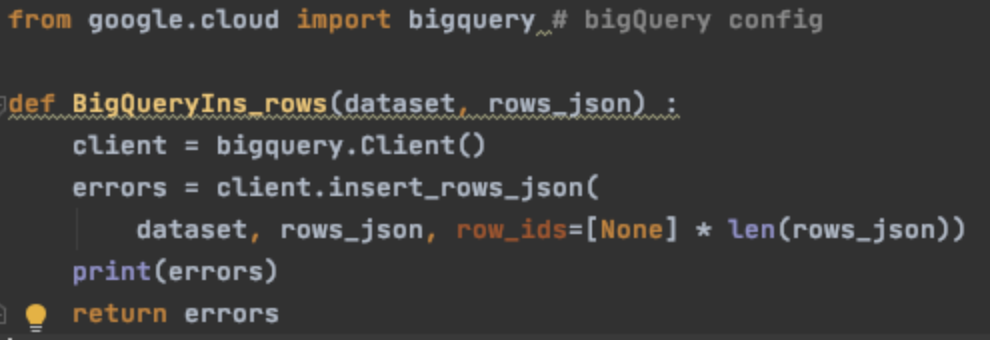 from google.cloud import bigquery # bigQuery config
def BigQueryIns_rows(dataset, rows_json) :
    client = bigquery.Client()
    errors = client.insert_rows_json(
        dataset, rows_json, row_ids=[None] * len(rows_json))
    print(errors)
    return errors